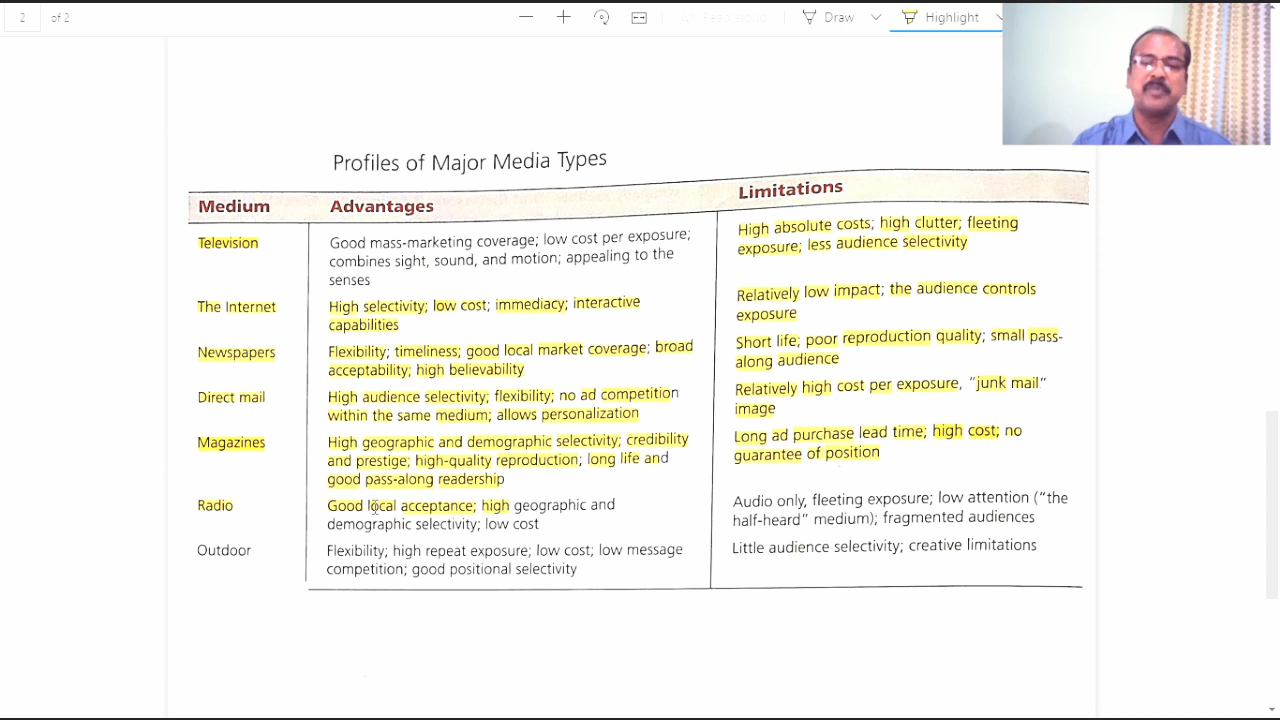 2 of 2
Draw
Highlight
Profiles of Major Media Types
Medium
Advantages
Limitations
Television
Good mass-marketing coverage; low cost per exposure;
combines sight, sound, and motion; appealing to the
senses
High absolute costs; high clutter; fleeting
exposure; less audience selectivity
The Internet
High selectivity; low cost; immediacy; interactive
capabilities
Relatively low impact; the audience controls
exposure
Newspapers
Flexibility; timeliness; good local market coverage; broad
acceptability; high believability
Short life; poor reproduction quality; small pass-
along audience
Direct mail
High audience selectivity; flexibility; no ad competition
within the same medium; allows personalization
Relatively high cost per exposure, "junk mail"
image
Magazines
High geographic and demographic selectivity; credibility
and prestige; high-quality reproduction; long life and
good pass-along readership
Long ad purchase lead time; high cost; no
guarantee of position
Radio
Good local acceptance; high geographic and
demographic selectivity; low cost
Audio only, fleeting exposure; low attention ("the
half-heard" medium); fragmented audiences
Outdoor
Flexibility; high repeat exposure; low cost; low message
competition; good positional selectivity
Little audience selectivity; creative limitations